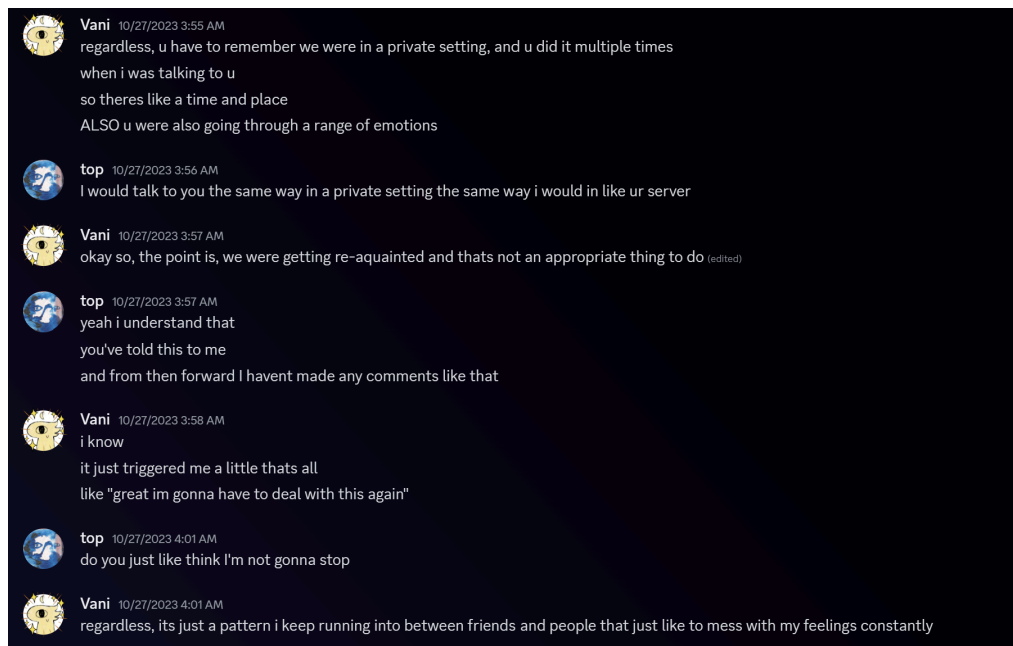 Vani 10/27/2023 3:55 AM
regardless, u have to remember we were in a private setting, and u did it multiple times
when i was talking to u
so theres like a time and place
ALSO u were also going through a range of emotions
top 10/27/2023 3:56 AM
I would talk to you the same way in a private setting the same way i would in like ur server
Vani 10/27/2023 3:57 AM
okay so, the point is, we were getting re-aquainted and thats not an appropriate thing to do (edited)
top 10/27/2023 3:57 AM
yeah i understand that
you've told this to me
and from then forward I havent made any comments like that
Vani 10/27/2023 3:58 AM
i know
it just triggered me a little thats all
like "great im gonna have to deal with this again"
top 10/27/2023 4:01 AM
do you just like think I'm not gonna stop
Vani 10/27/2023 4:01 AM
regardless, its just a pattern i keep running into between friends and people that just like to mess with my feelings constantly